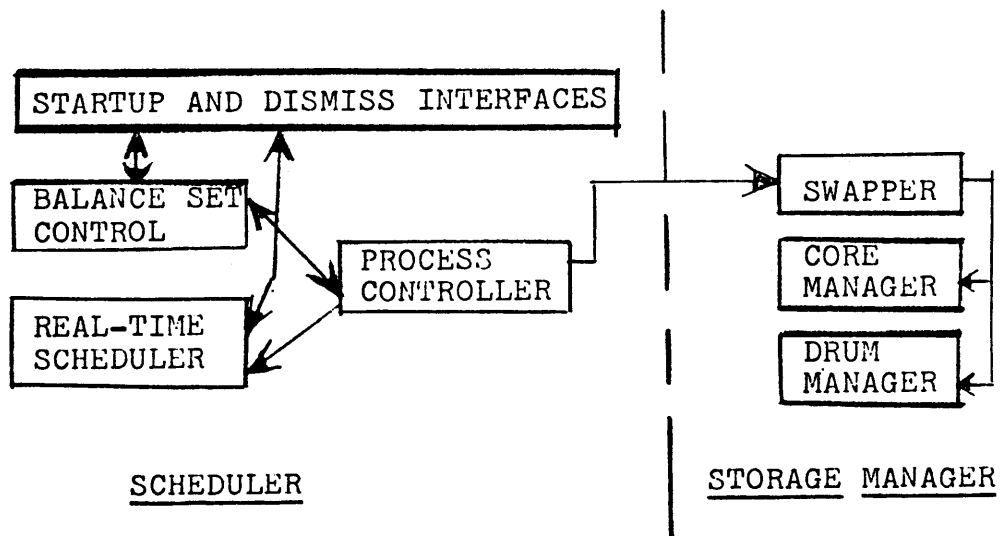 STARTUP AND DISMISS INTERFACES
BALANCE SET
CONTROL
PROCESS
CONTROLLER
REAL-TIME
SCHEDULER
SCHEDULER
SWAPPER
CORE
MANAGER
DRUM
MANAGER
STORAGE MANAGER